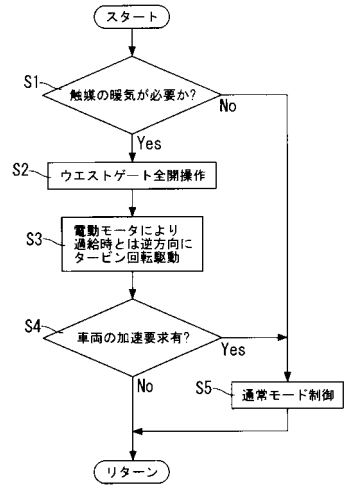 スタート
S1
触媒の暖気が必要か?
No
Yes
S2
ウエストゲート全開操作
S3
電動モータにより
過給時とは逆方向に
タービン回転駆動
S4
車両の加速要求有?
Yes
No
S5
通常モード制御
リターン